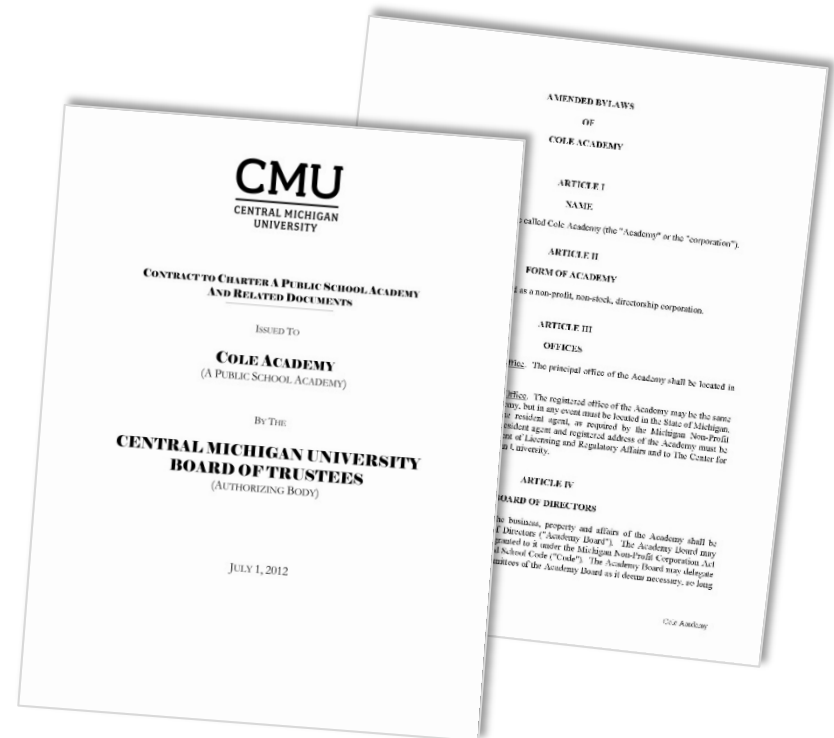 CMU
CENTRAL MICHIGAN
UNIVERSITY
CONTRACT TO CHARTER A PUBLIC SCHOOL ACADEMY
AND RELATED DOCUMENTS
ISSUED TO
COLE ACADEMY
(A PUBLIC SCHOOL ACADEMY)
BY THE
CENTRAL MICHIGAN UNIVERSITY
BOARD OF TRUSTEES
(AUTHORIZING BODY)
JULY 1, 2012
AMENDED BYLAWS
OF
COLE ACADEMY
ARTICLE I
NAME
called Cole Academy (the "Academy" or the "corporation").
ARTICLE II
FORM OF ACADEMY
as a non-profit, non-stock, directorship corporation.
ARTICLE III
OFFICES
Office. The principal office of the Academy shall be located in
Office. The registered office of the Academy may be the same
but in any event must be located in the State of Michigan,
resident agent, as required by the Michigan Non-Profit
resident agent and registered address of the Academy must be
of Licensing and Regulatory Affairs and to The Center for
University.
ARTICLE IV
BOARD OF DIRECTORS
business, property and affairs of the Academy shall be
Directors ("Academy Board"). The Academy Board may
granted to it under the Michigan Non-Profit Corporation Act
School Code ("Code"). The Academy Board may delegate
of the Academy Board as it deems necessary, so long
Cole Academy